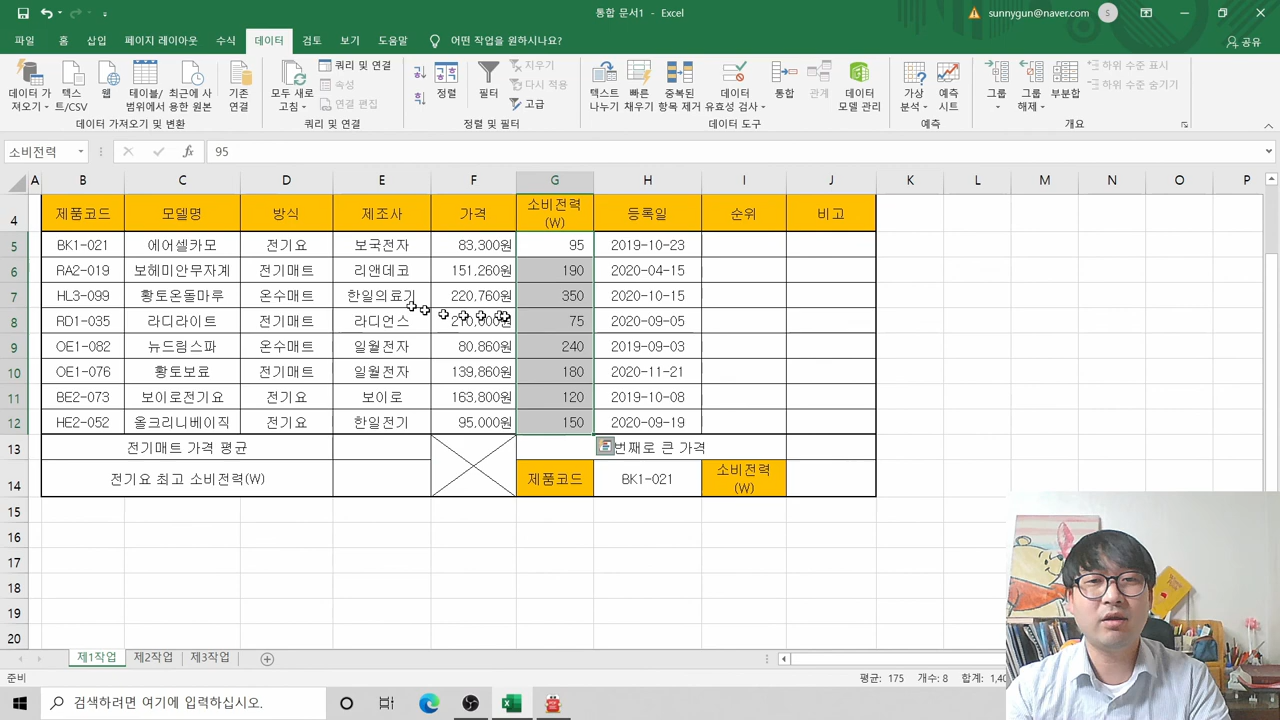 통합 문서1 - Excel
sunnygun@naver.com S
파일 홈 삽입 페이지 레이아웃 수식 데이터 검토 보기 도움말 어떤 작업을 원하시나요? 공유
데이터 가져오기 텍스트/CSV 웹 테이블/범위에서 최근에 사용한 원본 기존 연결 모두 새로 고침 쿼리 및 연결 속성 연결 편집 정렬 필터 지우기 다시 적용 고급 텍스트 나누기 빠른 채우기 중복된 항목 제거 데이터 유효성 검사 통합 관계 데이터 모델 관리 가상 분석 예측 시트 그룹 그룹 해제 부분합 하위 수준 표시 하위 수준 숨기기
데이터 가져오기 및 변환 쿼리 및 연결 정렬 및 필터 데이터 도구 예측 개요
소비전력 fx 95
A B C D E F G H I J K L M N O P
4 제품코드 모델명 방식 제조사 가격 소비전력 (W) 등록일 순위 비고
5 BK1-021 에어셀카모 전기요 보국전자 83,300원 95 2019-10-23
6 RA2-019 보혜미안무자계 전기매트 리앤데코 151,260원 190 2020-04-15
7 HL3-099 황토온돌마루 온수매트 한일의료기 220,760원 350 2020-10-15
8 RD1-035 라디라이트 전기매트 라디언스 210,000원 75 2020-09-05
9 OE1-082 뉴드림스파 온수매트 일월전자 80,860원 240 2019-09-03
10 OE1-076 황토보료 전기매트 일월전자 139,860원 180 2020-11-21
11 BE2-073 보이로전기요 전기요 보이로 163,800원 120 2019-10-08
12 HE2-052 올크리니베이직 전기요 한일전기 95,000원 150 2020-09-19
13 전기매트 가격 평균 번째로 큰 가격
14 전기요 최고 소비전력(W) 제품코드 BK1-021 소비전력 (W)
15
16
17
18
19
20
제1작업 제2작업 제3작업
준비 평균: 175 개수: 8 합계: 1,40
검색하려면 여기에 입력하십시오.